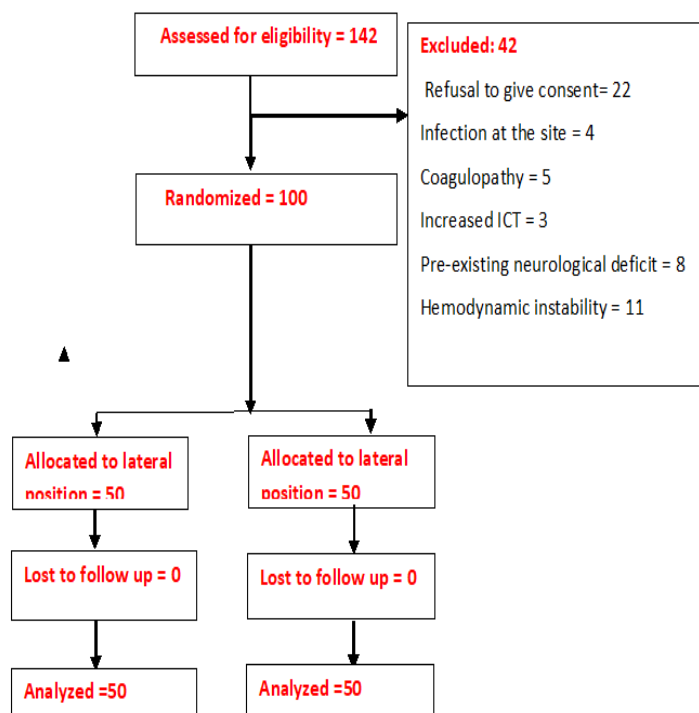 Assessed for eligibility = 142
Excluded: 42
Refusal to give consent= 22
Infection at the site = 4
Coagulopathy = 5
Increased ICT = 3
Pre-existing neurological deficit = 8
Hemodynamic instability = 11
Randomized = 100
Allocated to lateral
position = 50
Allocated to lateral
position = 50
Lost to follow up = 0
Lost to follow up = 0
Analyzed =50
Analyzed =50